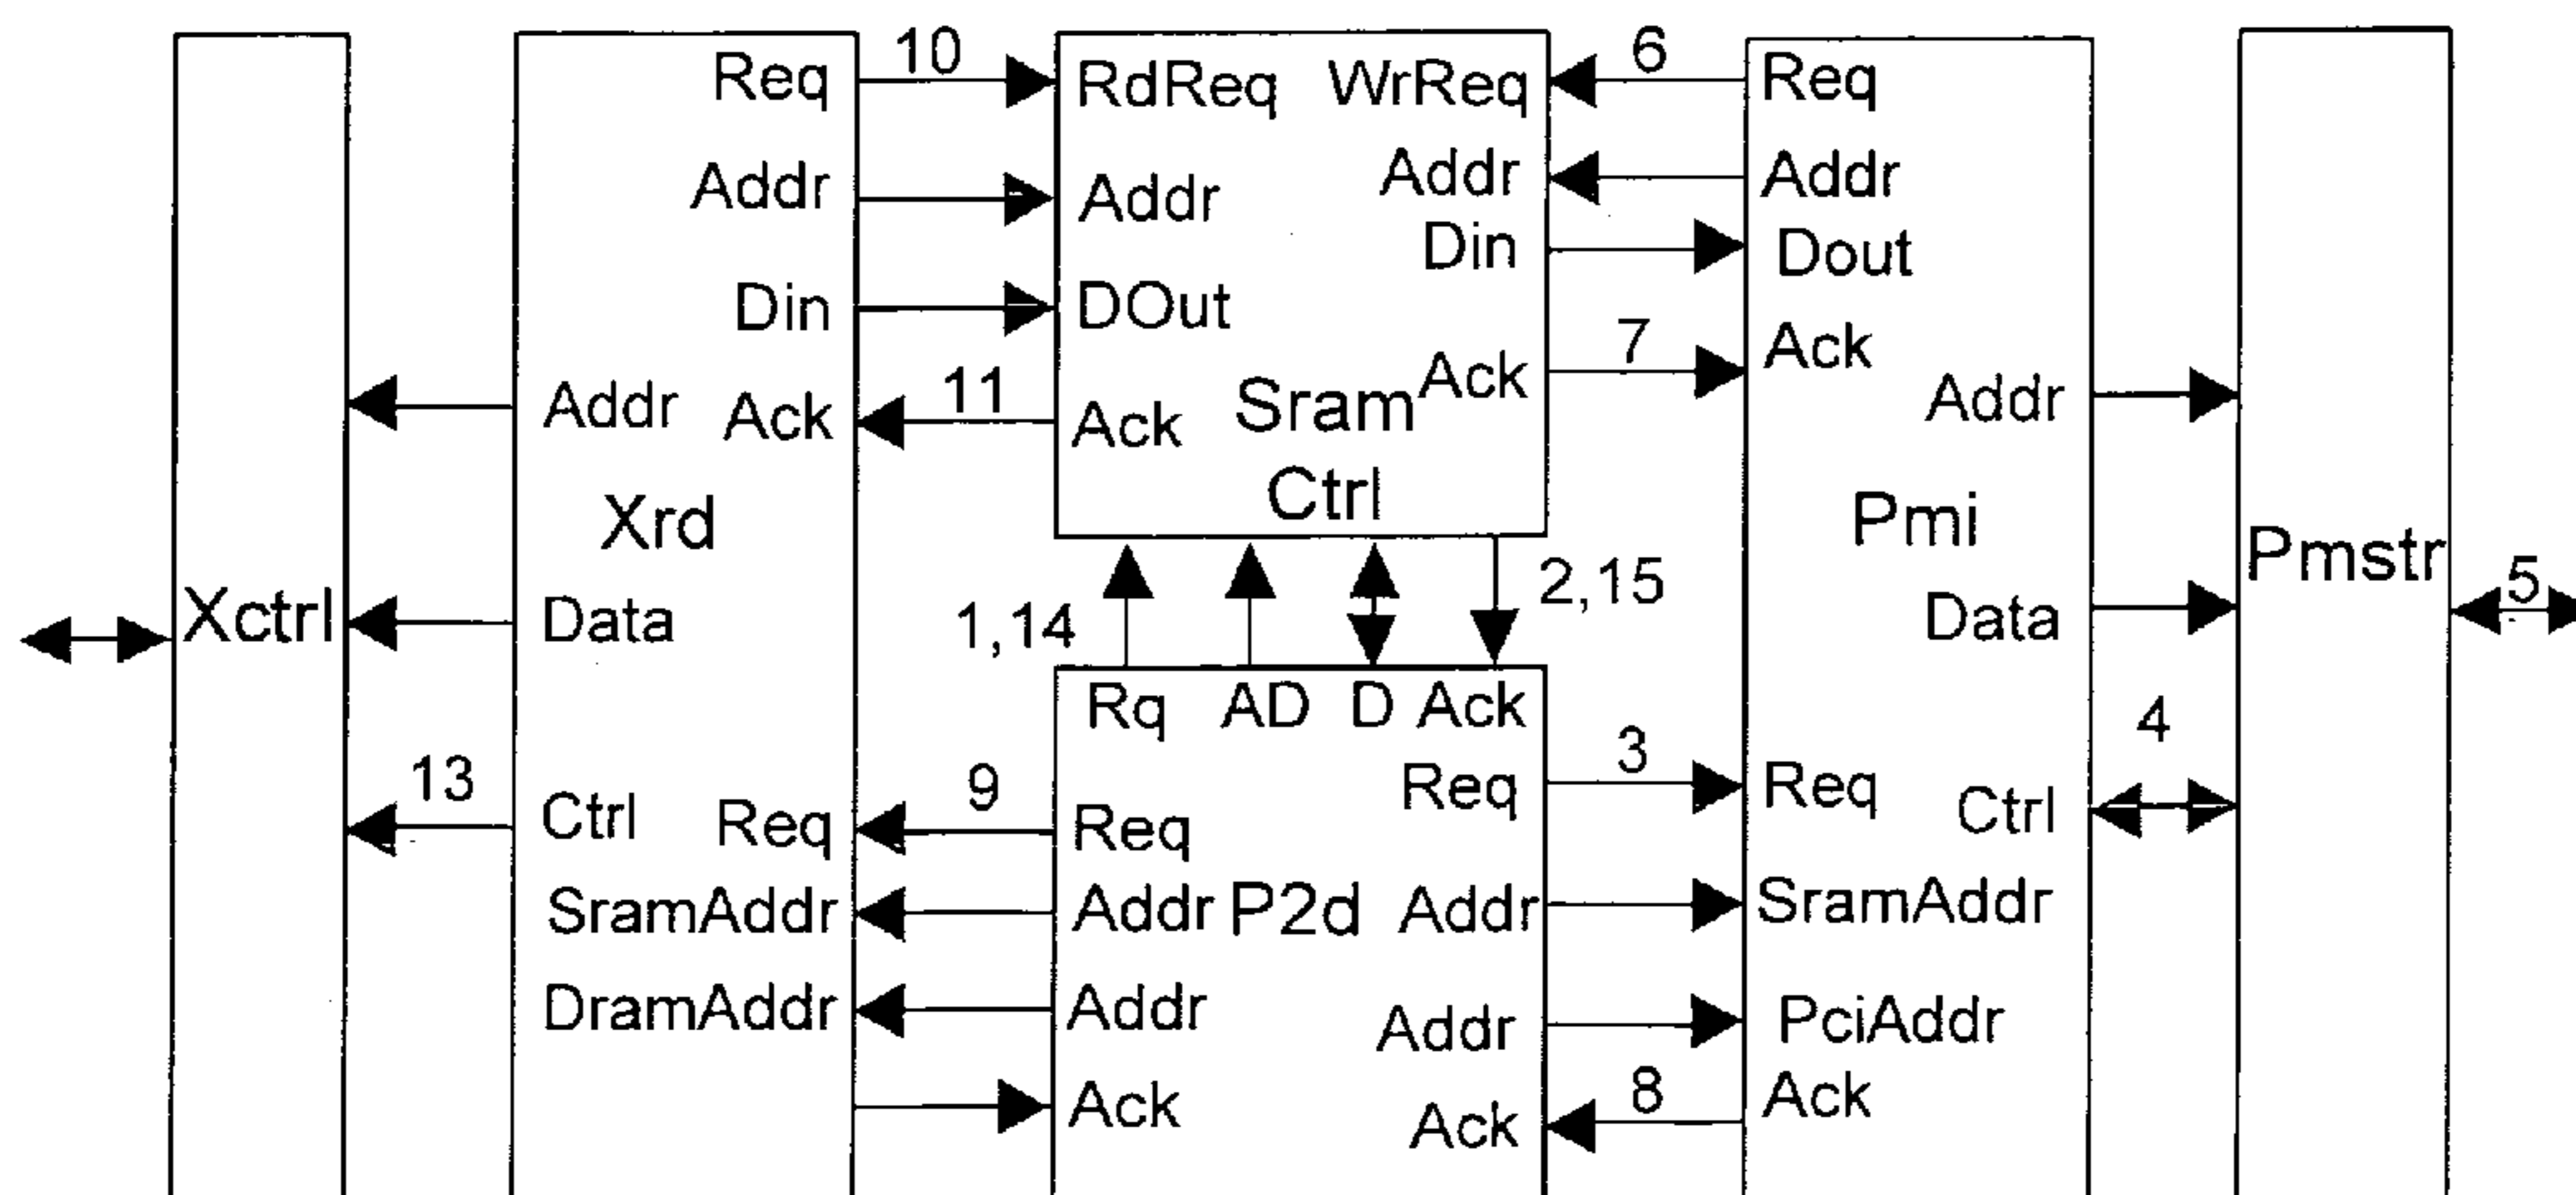 10
6
Req
RdReq
WrReq
Req
Addr
Addr
Addr
Addr
Din
DOut
Din
Dout
7
Ack
Addr
Ack
11
Ack
Sram
Ctrl
Ack
Addr
Xrd
Pmi
Xctrl
Data
Pmstr
5
Data
1,14
2,15
Rq
AD
D
Ack
3
4
13
9
Req
Req
Ctrl
Ctrl
Req
Req
SramAddr
Addr
P2d
Addr
SramAddr
DramAddr
Addr
Addr
PciAddr
8
Ack
Ack
Ack